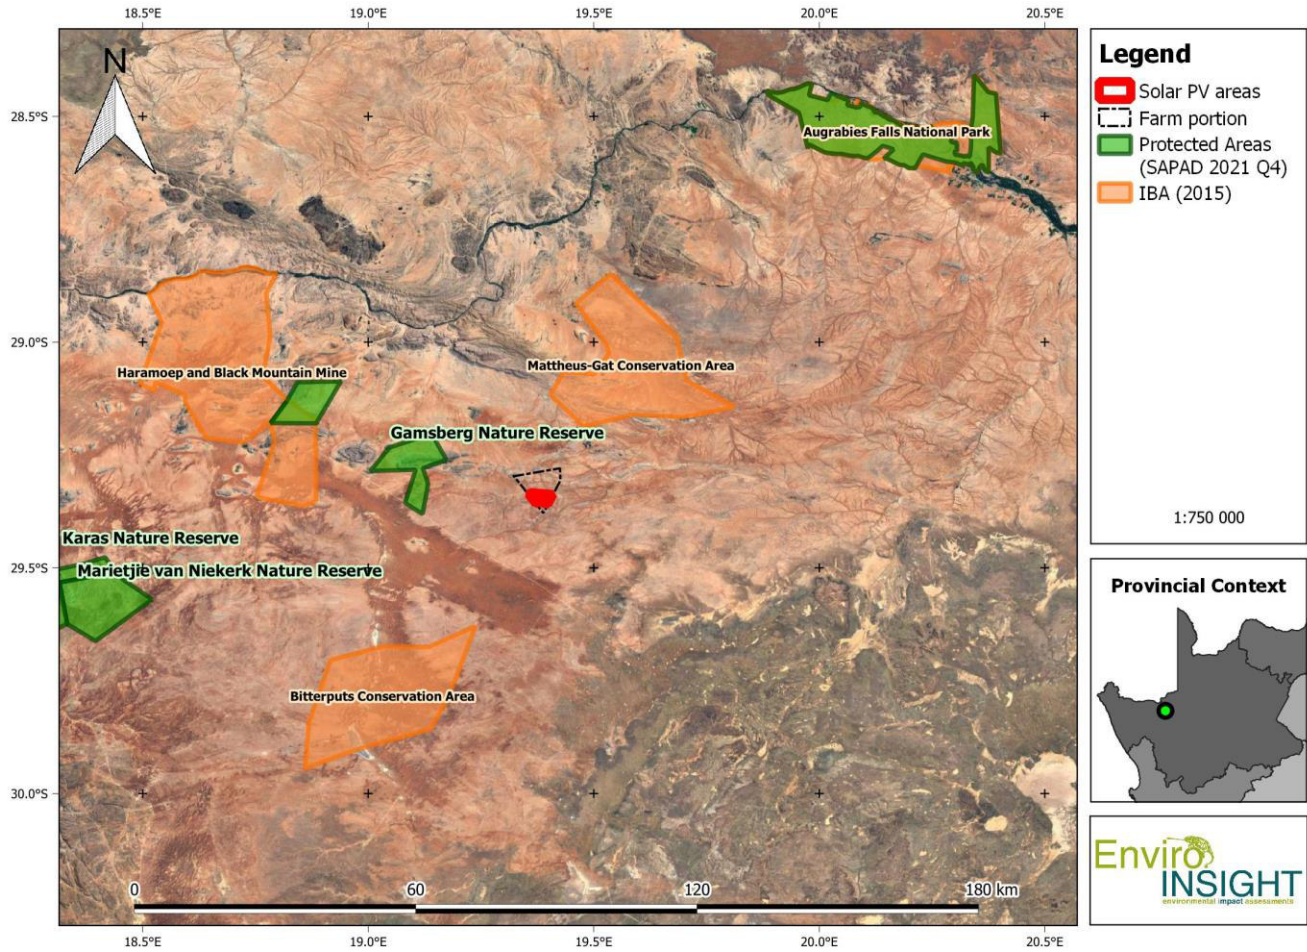 18.5°E 19.0°E 19.5°E 20.0°E 20.5°E
N
28.5°S
29.0°S
29.5°S
30.0°S
Augrabies Falls National Park
Haramoep and Black Mountain Mine
Mattheus-Gat Conservation Area
Gamsberg Nature Reserve
Karas Nature Reserve
Marietjie van Niekerk Nature Reserve
Bitterputs Conservation Area
0 60 120 180 km
18.5°E 19.0°E 19.5°E 20.0°E 20.5°E
Legend
Solar PV areas
Farm portion
Protected Areas
(SAPAD 2021 Q4)
IBA (2015)
1:750 000
Provincial Context
Enviro
INSIGHT
environmental impact assessments